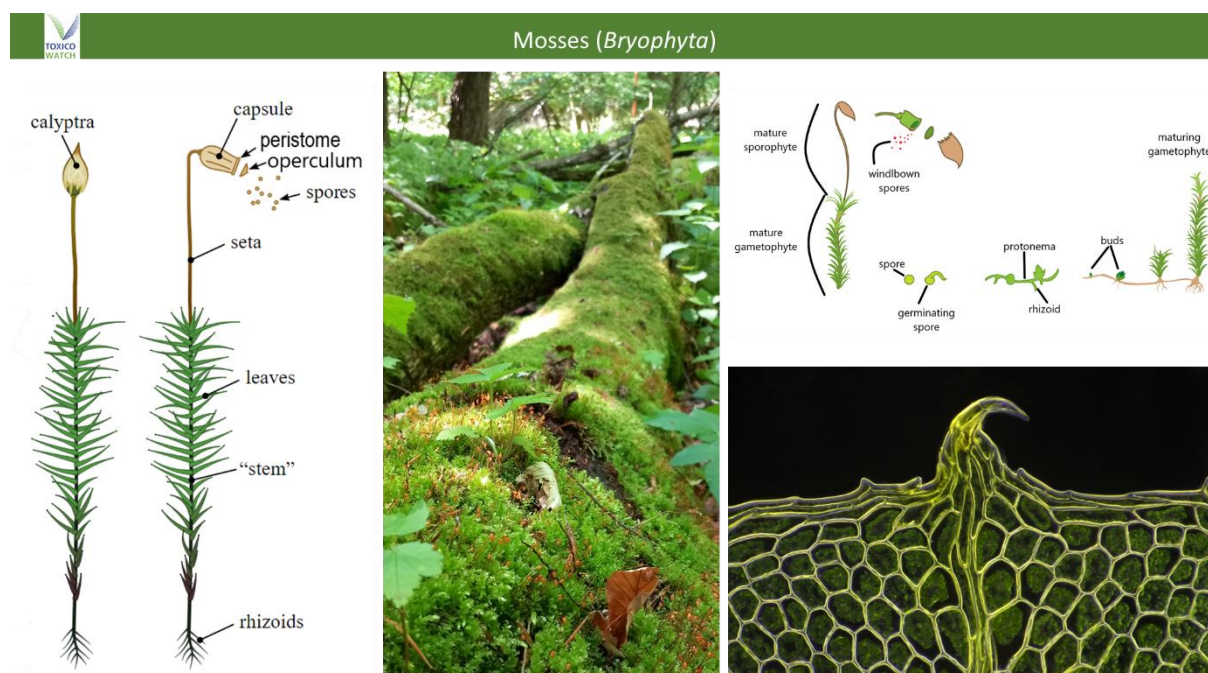 TOXICO
WATCH
Mosses (Bryophyta)
calyptra
capsule
peristome
operculum
spores
seta
leaves
“stem”
rhizoids
mature
sporophyte
windlbown
spores
maturing
gametophyte
mature
gametophyte
spore
germinating
spore
protonema
rhizoid
buds